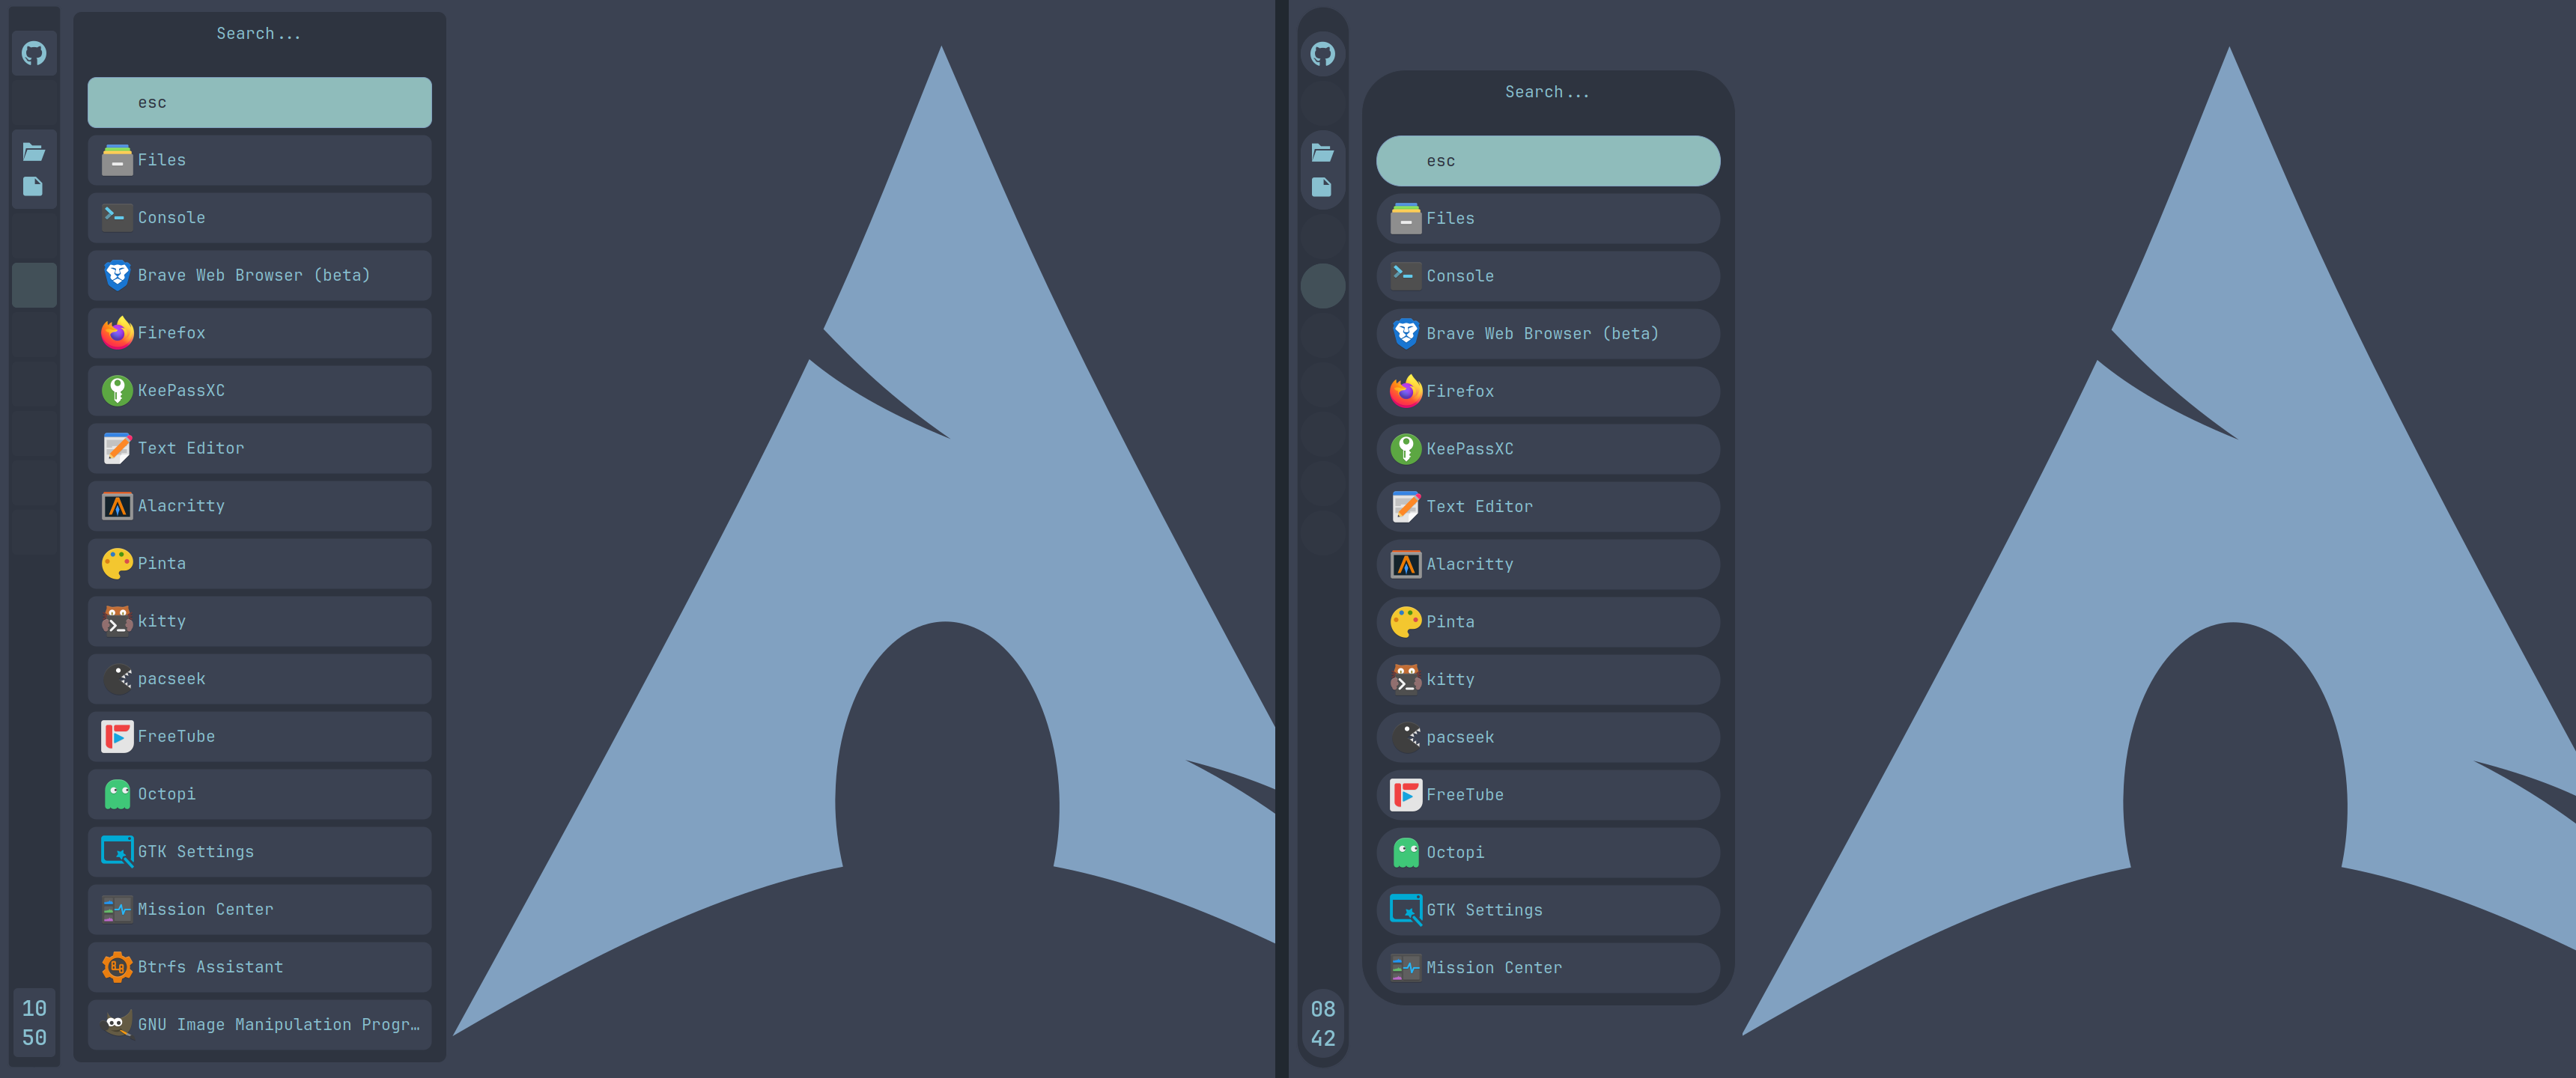 Search...
esc
Files
Console
Brave Web Browser (beta)
Firefox
KeePassXC
Text Editor
Alacritty
Pinta
kitty
pacseek
FreeTube
Octopi
GTK Settings
Mission Center
Btrfs Assistant
GNU Image Manipulation Progr…
10
50
Search...
esc
Files
Console
Brave Web Browser (beta)
Firefox
KeePassXC
Text Editor
Alacritty
Pinta
kitty
pacseek
FreeTube
Octopi
GTK Settings
Mission Center
08
42